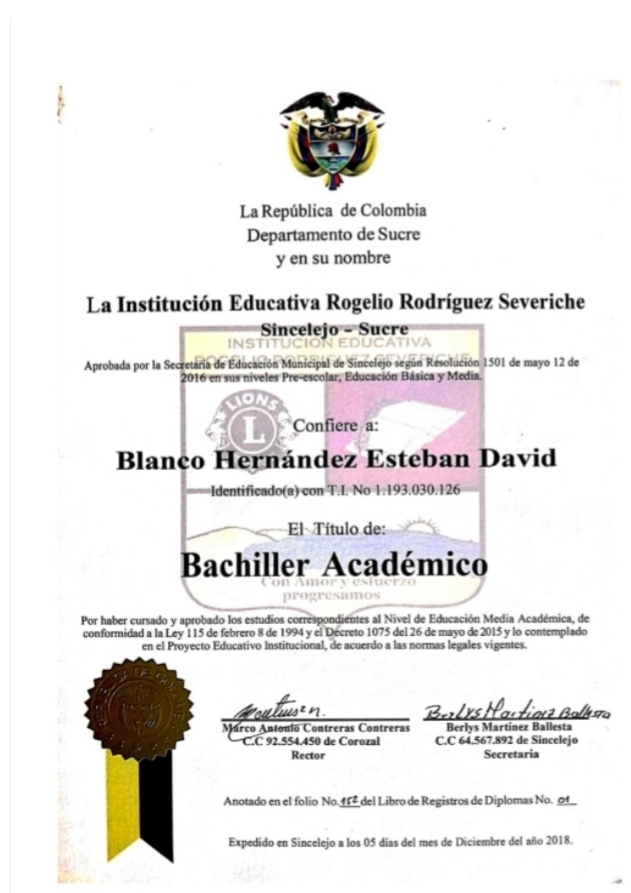 La República de Colombia
Departamento de Sucre
y en su nombre
La Institución Educativa Rogelio Rodríguez Severiche
Sincelejo – Sucre
INSTITUCIÓN EDUCATIVA
ROGELIO RODRIGUEZ SEVERICHE
Aprobada por la Secretaría de Educación Municipal de Sincelejo según Resolución 1501 de mayo 12 de
2016 en sus niveles Pre-escolar, Educación Básica y Media.
LIONS
L
Confiere a:
Blanco Hernández Esteban David
Identificado(a) con T.I. No 1.193.030.126
El Título de:
Bachiller Académico
Con Amor y esfuerzo
progresamos
Por haber cursado y aprobado los estudios correspondientes al Nivel de Educación Media Académica, de
conformidad a la Ley 115 de febrero 8 de 1994 y el Decreto 1075 del 26 de mayo de 2015 y lo contemplado
en el Proyecto Educativo Institucional, de acuerdo a las normas legales vigentes.
Berlys Martinez Ballesta
Marco Antonio Contreras Contreras
C.C 92.554.450 de Corozal
Rector
Berlys Martínez Ballesta
C.C 64.567.892 de Sincelejo
Secretaria
Anotado en el folio No. 152 del Libro de Registros de Diplomas No. 01
Expedido en Sincelejo a los 05 días del mes de Diciembre del año 2018.